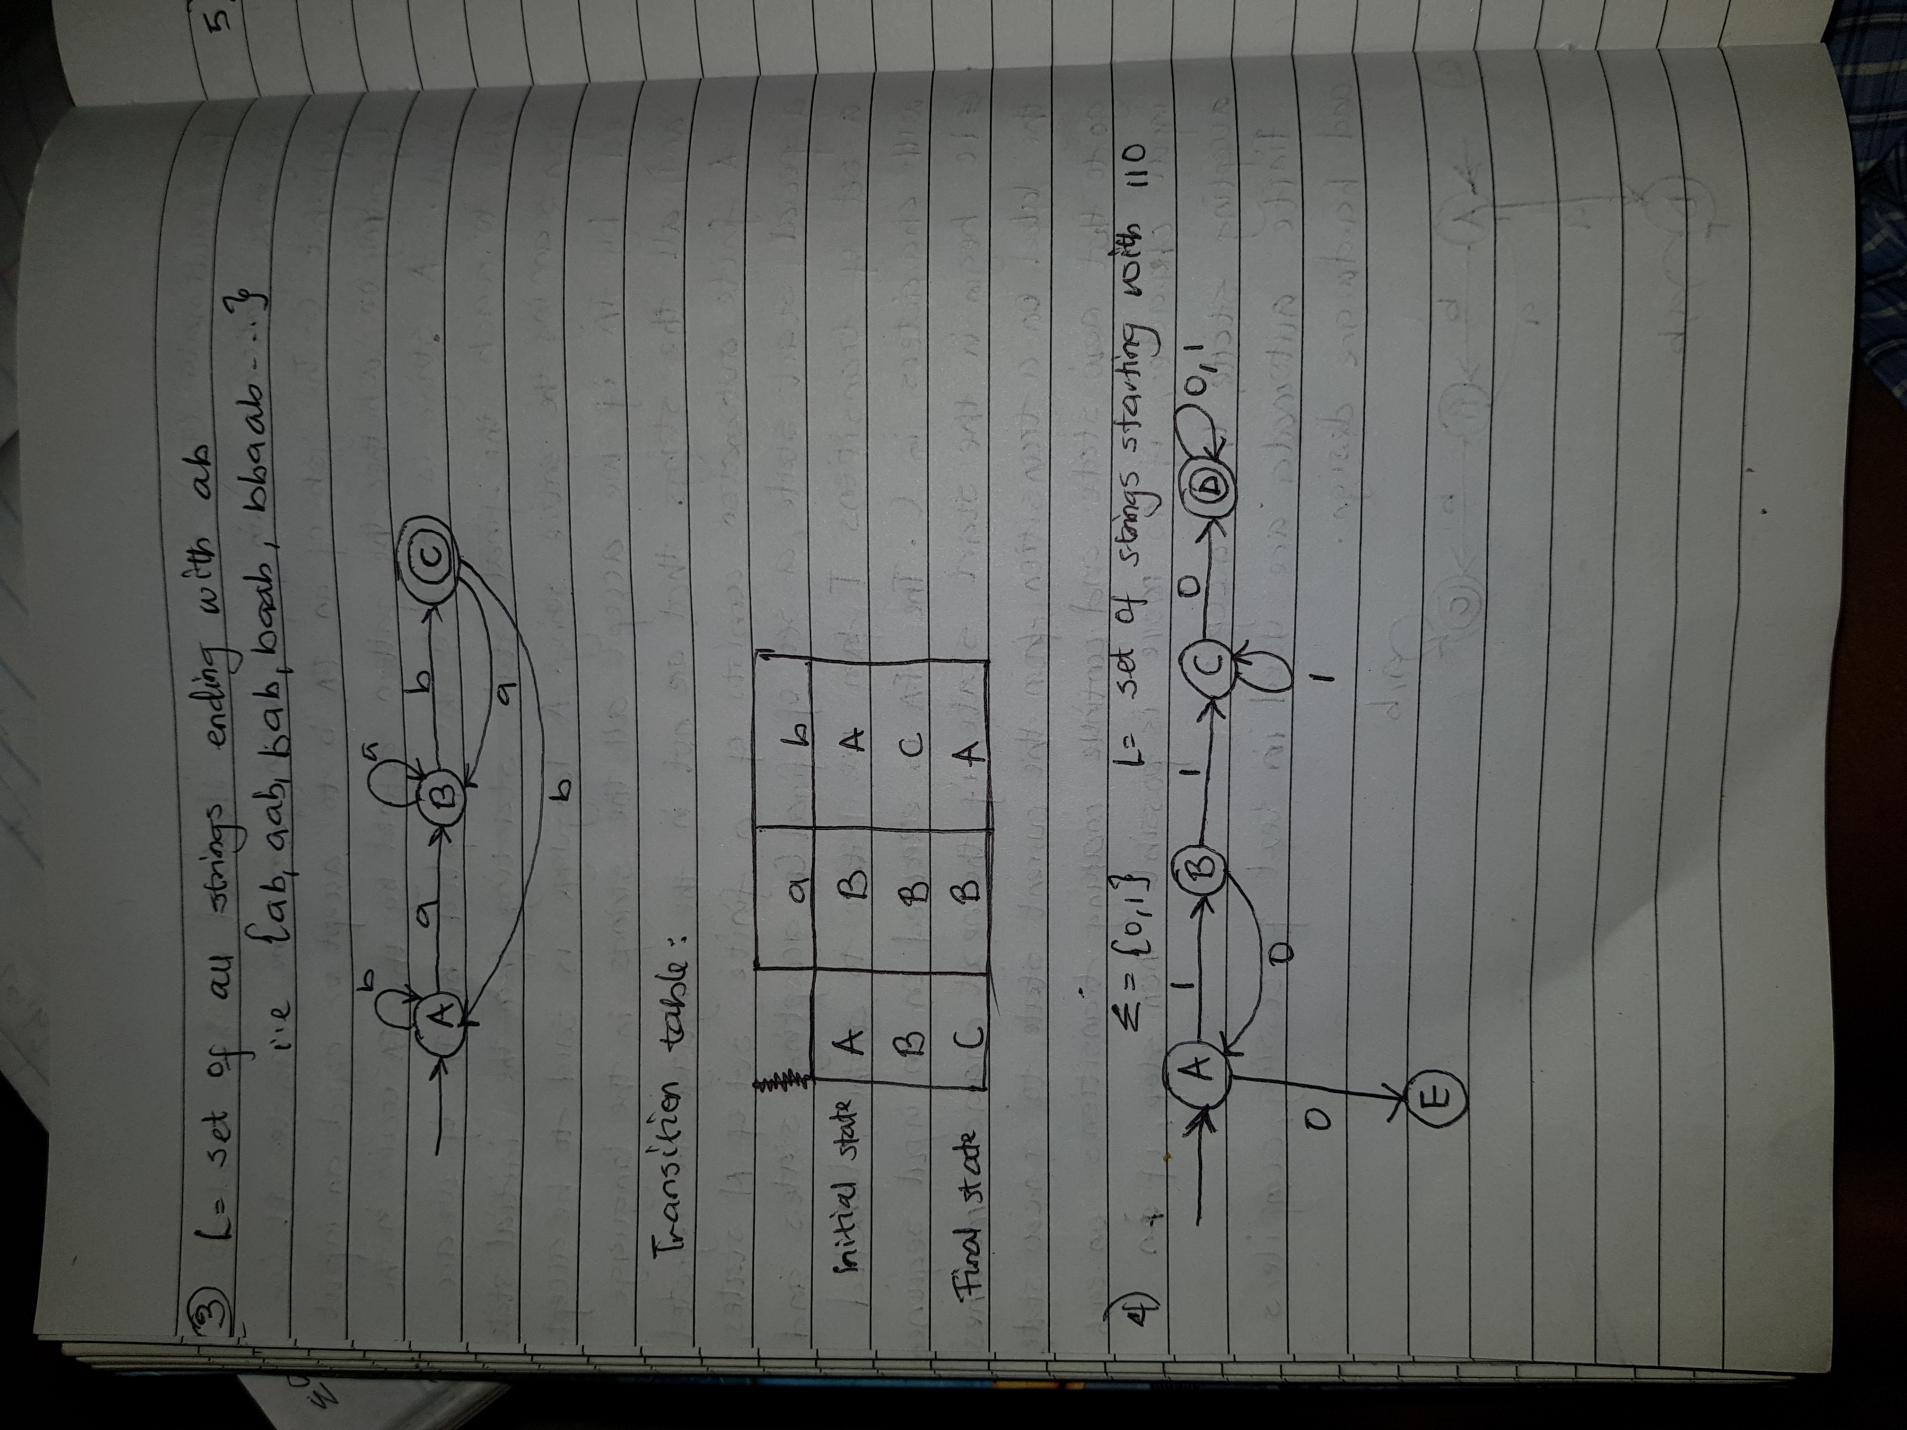 5.
③ L= set of all strings ending with ab
i.e {ab, aab, bab, baab, bbaab-...}
b a
A a B b C
a
b
Transition table:
a b
Initial state A B A
B B C
Final state C B A
4) Σ={0,1} L= set of strings starting with 110
A 1 B 1 C 0 D 0,1
0 1
0
E